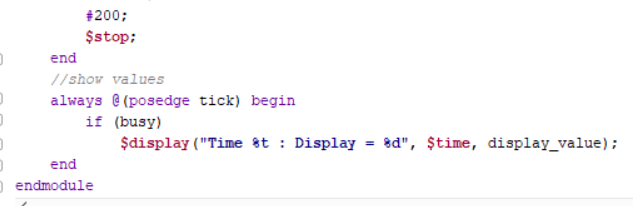 #200;
$stop;
end
//show values
always @(posedge tick) begin
if (busy)
$display("Time %t : Display = %d", $time, display_value);
end
endmodule